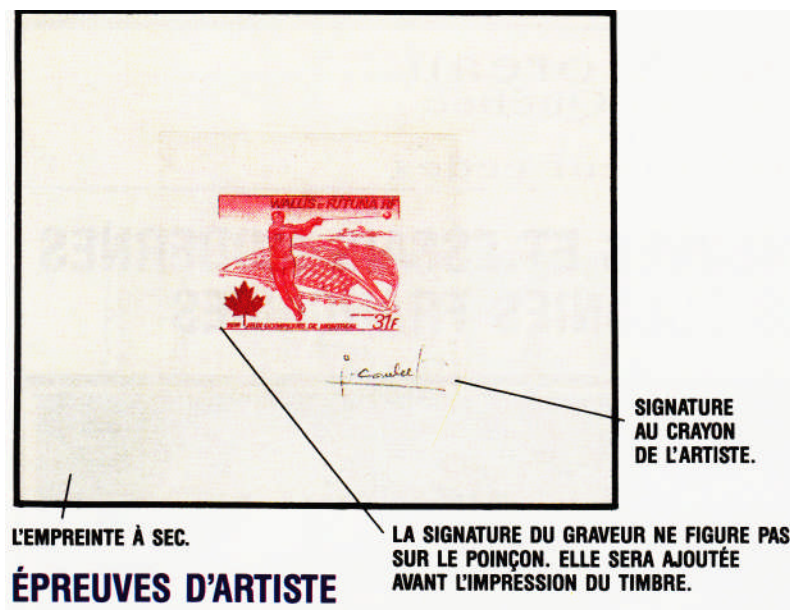 WALLIS ET FUTUNA RF
JEUX OLYMPIQUES DE MONTREAL
31F
SIGNATURE
AU CRAYON
DE L'ARTISTE.
L'EMPREINTE À SEC.
LA SIGNATURE DU GRAVEUR NE FIGURE PAS
SUR LE POINÇON. ELLE SERA AJOUTÉE
AVANT L'IMPRESSION DU TIMBRE.
ÉPREUVES D'ARTISTE